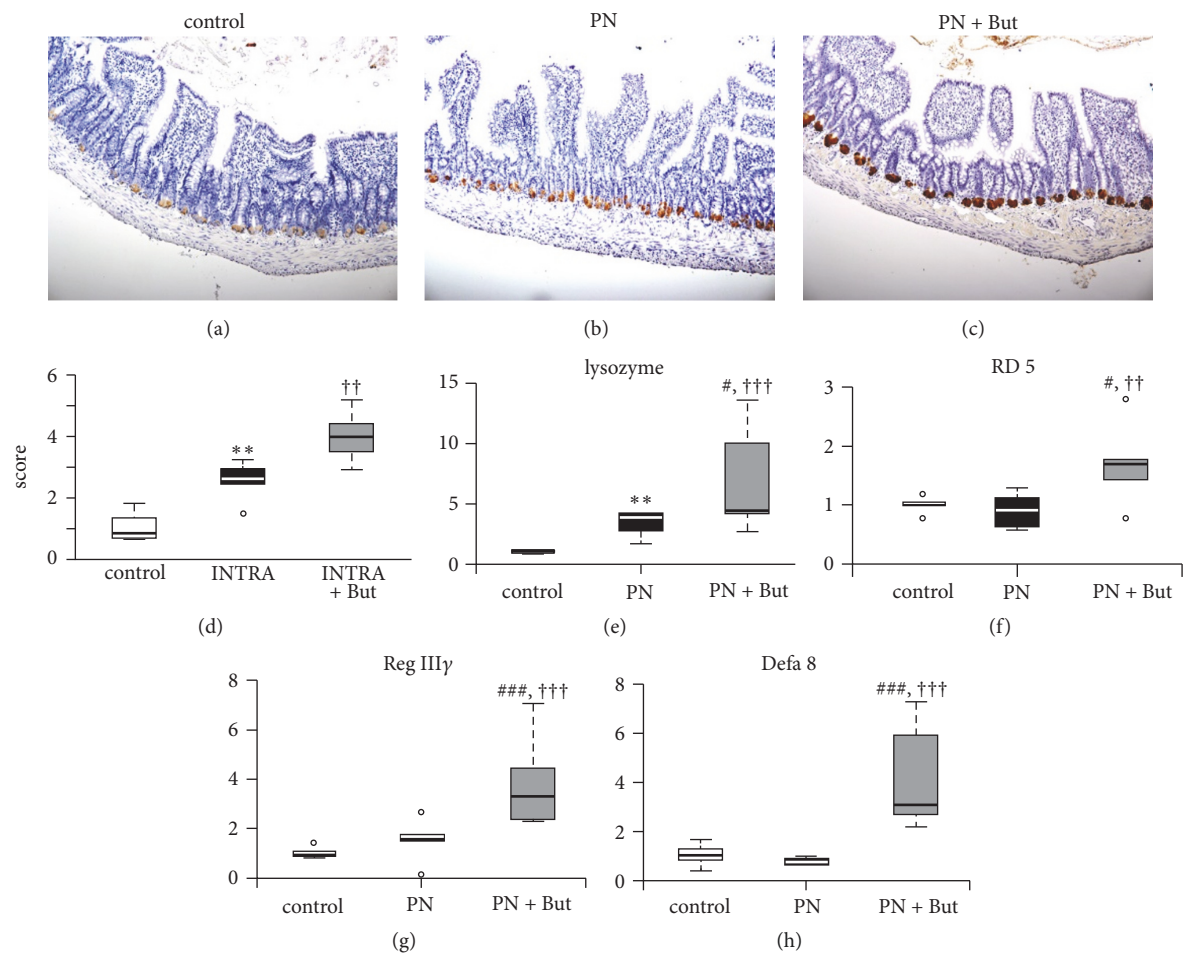 control
PN
PN + But
(a)
(b)
(c)
score
6
4
2
0
**
††
control
INTRA
INTRA
+ But
(d)
lysozyme
15
10
5
0
**
#, †††
control
PN
PN + But
(e)
RD 5
3
2
1
0
#, ††
control
PN
PN + But
(f)
Reg IIIγ
8
6
4
2
0
###, †††
control
PN
PN + But
(g)
Defa 8
8
6
4
2
0
###, †††
control
PN
PN + But
(h)